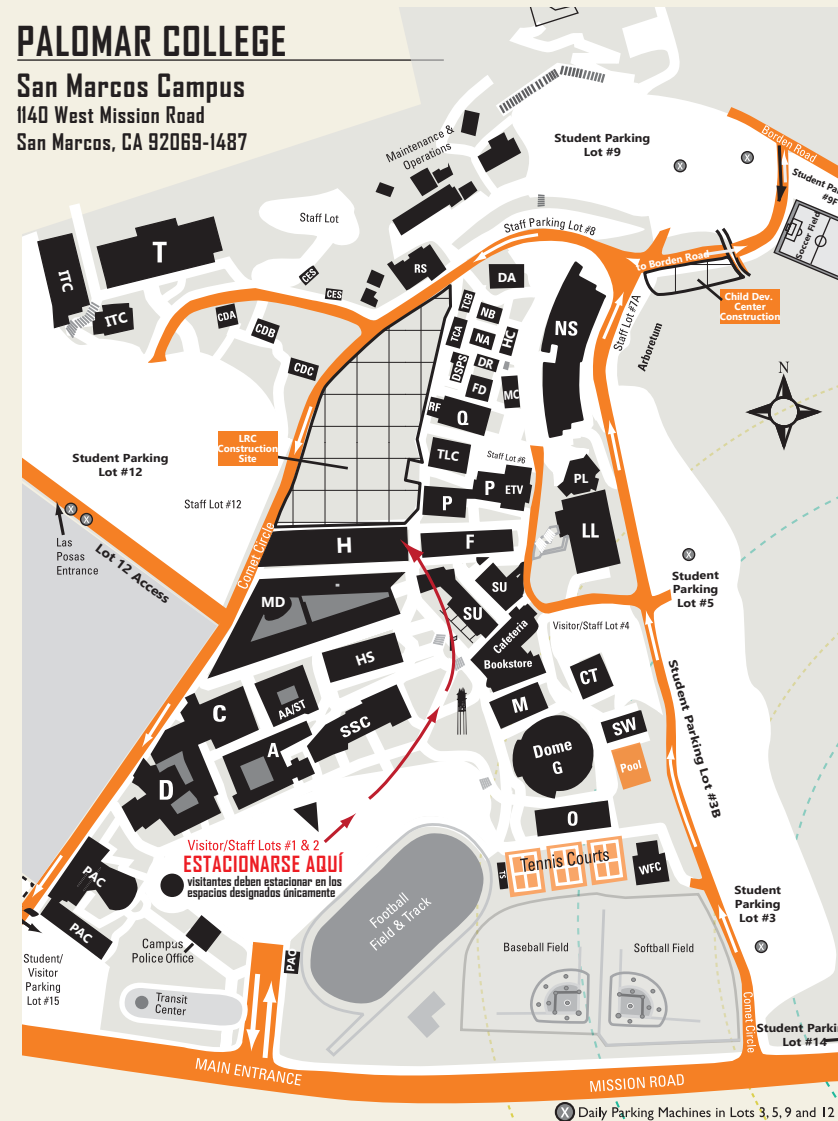 PALOMAR COLLEGE
San Marcos Campus
1140 West Mission Road
San Marcos, CA 92069-1487
Maintenance &
Operations
Student Parking
Lot #9
Borden Road
Student Pa
#9F
Soccer Field
Staff Lot
Staff Parking Lot #8
to Borden Road
Child Dev.
Center
Construction
Staff Lot #7A
Arboretum
N
ITC
T
ITC
CES
CES
RS
DA
CDA
CDB
CDC
TCB
NB
TCA
NA
HC
DSPS
DR
FD
MC
NS
RF
Q
LRC
Construction
Site
TLC
Staff Lot #6
P
P
ETV
PL
LL
Student Parking
Lot #12
Staff Lot #12
X
X
Las
Posas
Entrance
Lot 12 Access
Comet Circle
H
F
X
Student
Parking
Lot #5
MD
SU
SU
Cafeteria
Bookstore
Visitor/Staff Lot #4
HS
CT
M
C
AA/ST
SSC
A
D
Dome
G
SW
Pool
Student Parking Lot #3B
O
Visitor/Staff Lots #1 & 2
ESTACIONARSE AQUÍ
visitantes deben estacionar en los
espacios designados únicamente
TS
Tennis Courts
WFC
PAC
PAC
PAC
Football
Field & Track
Campus
Police Office
Student/
Visitor
Parking
Lot #15
Transit
Center
Baseball Field
Softball Field
Student
Parking
Lot #3
X
X
X
Comet Circle
Student Parki
Lot #14
MAIN ENTRANCE
MISSION ROAD
X Daily Parking Machines in Lots 3, 5, 9 and 12